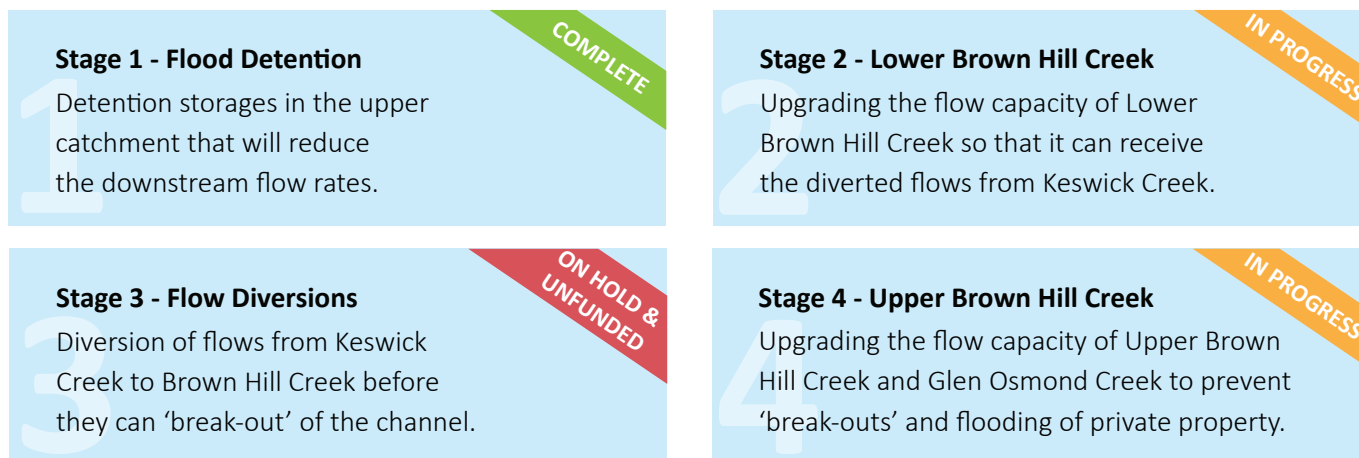 1
Stage 1 - Flood Detention
Detention storages in the upper
catchment that will reduce
the downstream flow rates.
COMPLETE
2
Stage 2 - Lower Brown Hill Creek
Upgrading the flow capacity of Lower
Brown Hill Creek so that it can receive
the diverted flows from Keswick Creek.
IN PROGRESS
3
Stage 3 - Flow Diversions
Diversion of flows from Keswick
Creek to Brown Hill Creek before
they can ‘break-out’ of the channel.
ON HOLD &
UNFUNDED
4
Stage 4 - Upper Brown Hill Creek
Upgrading the flow capacity of Upper Brown
Hill Creek and Glen Osmond Creek to prevent
‘break-outs’ and flooding of private property.
IN PROGRESS